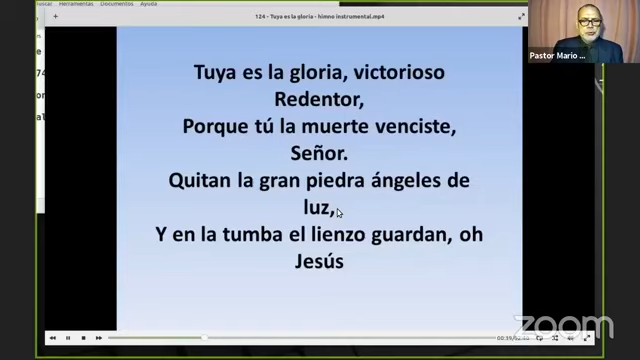 Herramientas Documentos Ayuda
124 - Tuya es la gloria - himno instrumental.mp4
Pastor Mario ...
Tuya es la gloria, victorioso
Redentor,
Porque tú la muerte venciste,
Señor.
Quitan la gran piedra ángeles de
luz,
Y en la tumba el lienzo guardan, oh
Jesús
zoom